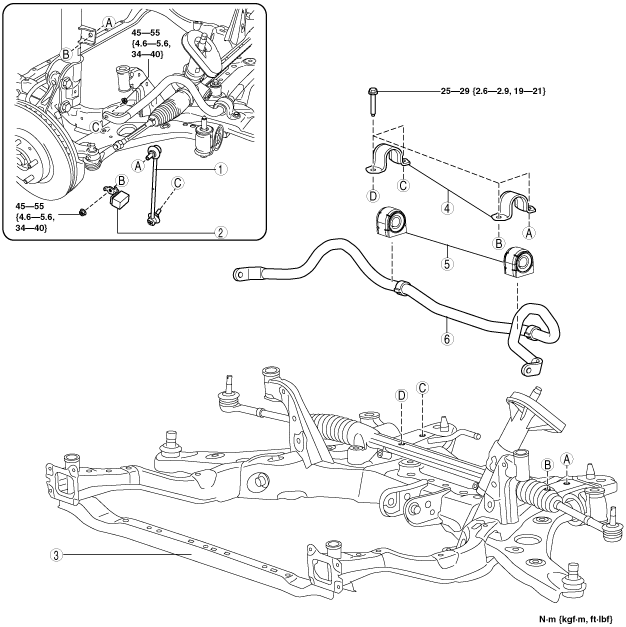 A
45—55
{4.6—5.6,
34—40}
B
C
A
1
C
B
45—55
{4.6—5.6,
34—40}
2
25—29 {2.6—2.9, 19—21}
D
C
4
B
A
5
6
D
C
B
A
3
N·m {kgf·m, ft·lbf}